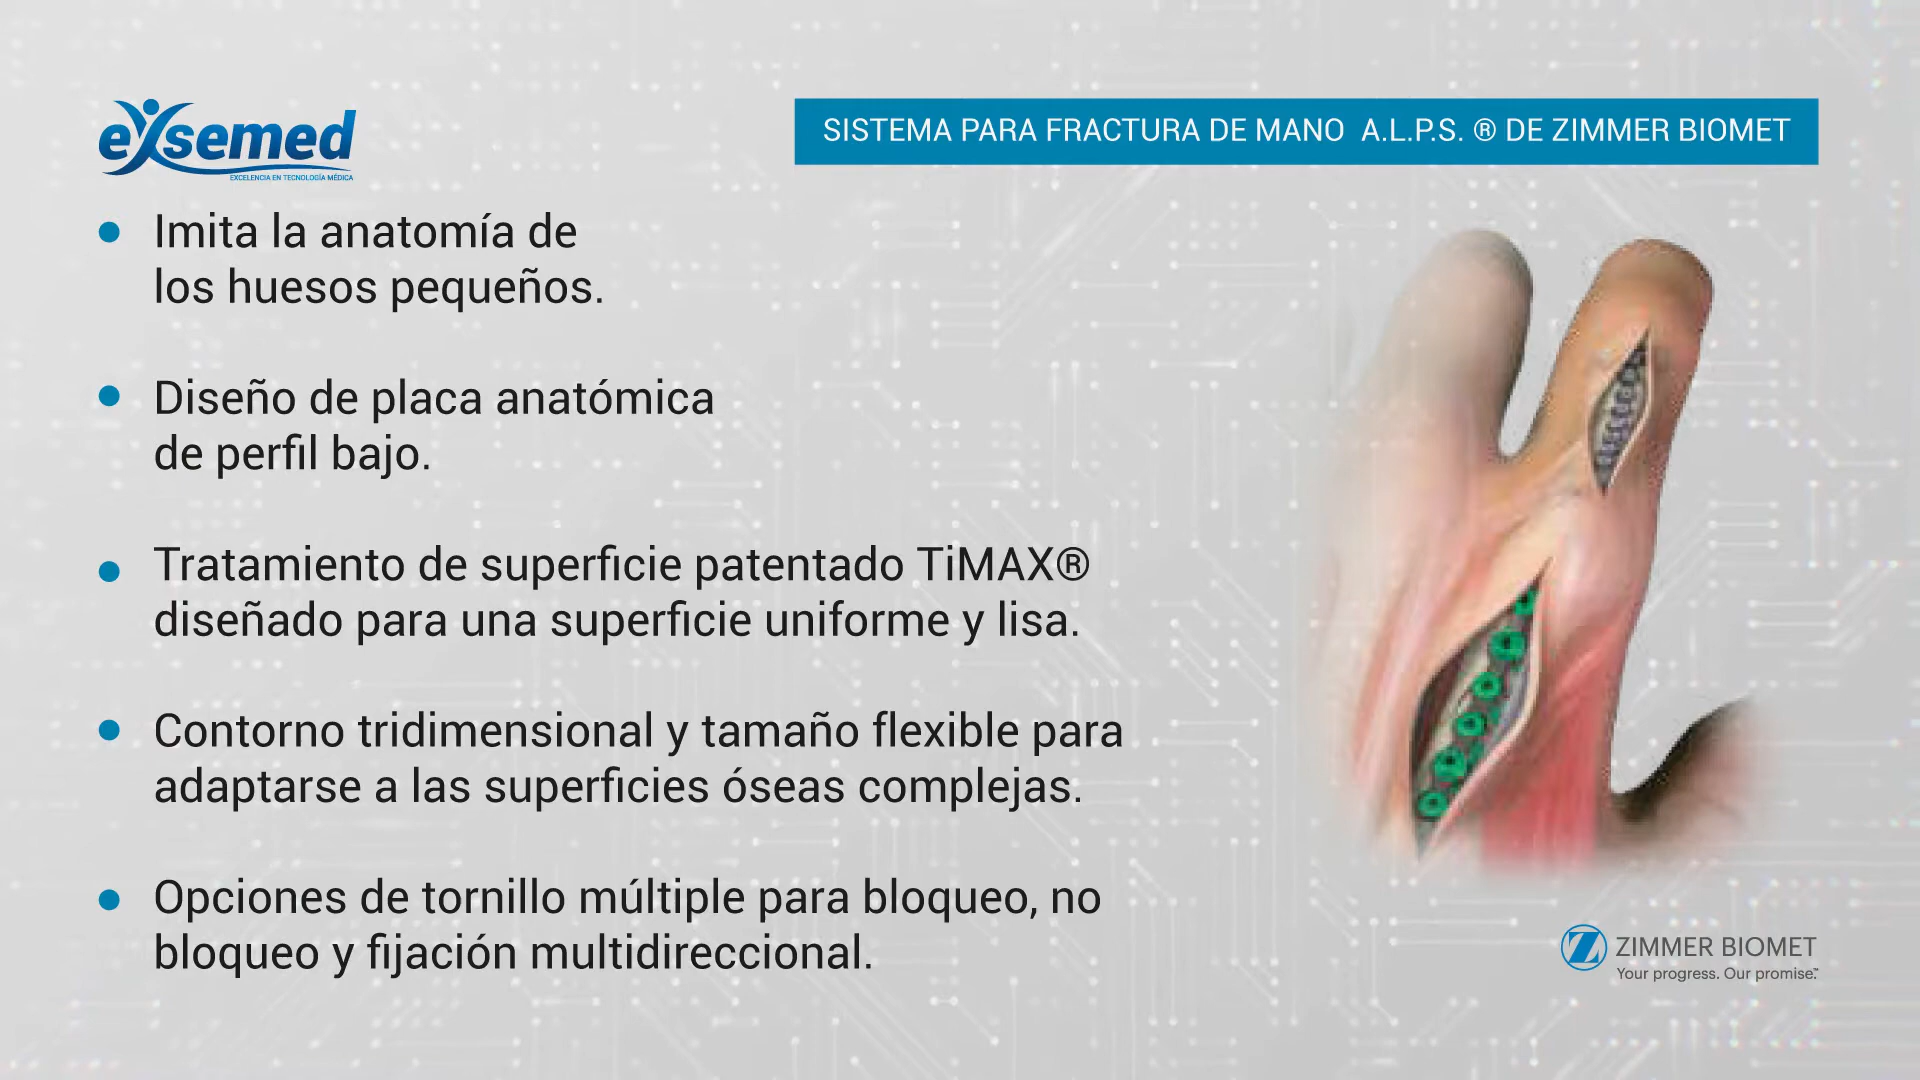 exsemed
EXCELENCIA EN TECNOLOGÍA MÉDICA
SISTEMA PARA FRACTURA DE MANO A.L.P.S. ® DE ZIMMER BIOMET
Imita la anatomía de
los huesos pequeños.
Diseño de placa anatómica
de perfil bajo.
Tratamiento de superficie patentado TiMAX®
diseñado para una superficie uniforme y lisa.
Contorno tridimensional y tamaño flexible para
adaptarse a las superficies óseas complejas.
Opciones de tornillo múltiple para bloqueo, no
bloqueo y fijación multidireccional.
Z ZIMMER BIOMET
Your progress. Our promise.™